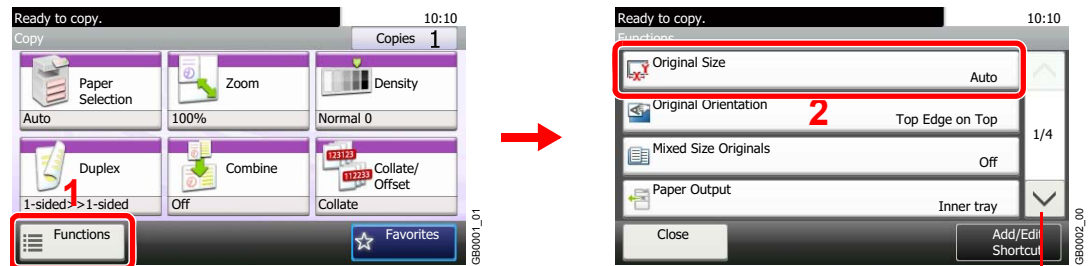 Ready to copy.
10:10
Copy
Copies 1
Paper
Selection
Auto
Zoom
100%
Density
Normal 0
Duplex
1-sided>>1-sided
Combine
Off
123123
112233
Collate/
Offset
Collate
1
Functions
Favorites
GB0001_01
Ready to copy.
10:10
Functions
Original Size
X Y
Auto
Original Orientation
Top Edge on Top
2
Mixed Size Originals
Off
Paper Output
Inner tray
1/4
Close
Add/Edit
Shortcut
GB0002_00